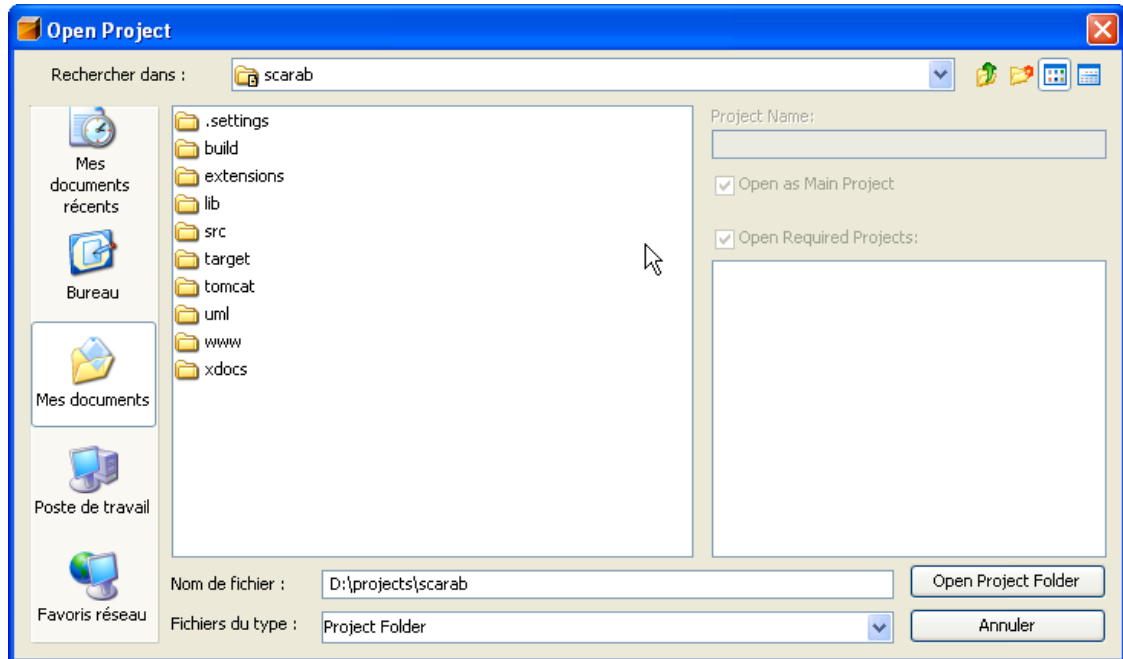 Open Project
Rechercher dans :
scarab
Mes
documents
récents
Bureau
Mes documents
Poste de travail
Favoris réseau
.settings
build
extensions
lib
src
target
tomcat
uml
www
xdocs
Project Name:
Open as Main Project
Open Required Projects:
Nom de fichier :
D:\projects\scarab
Open Project Folder
Fichiers du type :
Project Folder
Annuler